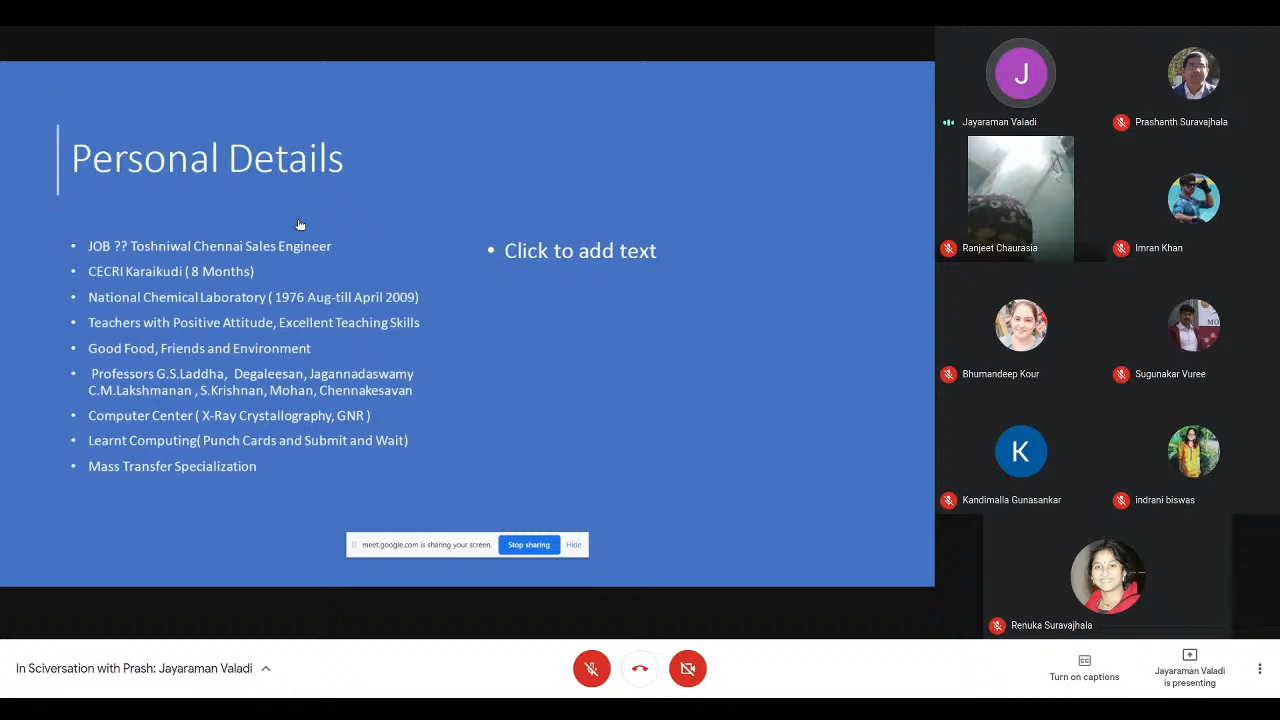 Personal Details
• JOB ?? Toshniwal Chennai Sales Engineer
• CECRI Karaikudi ( 8 Months)
• National Chemical Laboratory ( 1976 Aug-till April 2009)
• Teachers with Positive Attitude, Excellent Teaching Skills
• Good Food, Friends and Environment
• Professors G.S.Laddha, Degaleesan, Jagannadaswamy
C.M.Lakshmanan , S.Krishnan, Mohan, Chennakesavan
• Computer Center ( X-Ray Crystallography, GNR )
• Learnt Computing( Punch Cards and Submit and Wait)
• Mass Transfer Specialization
• Click to add text
meet.google.com is sharing your screen. Stop sharing Hide
J
Jayaraman Valadi
Prashanth Suravajhala
Ranjeet Chaurasia
Imran Khan
Bhumandeep Kour
MO
Sugunakar Vuree
K
Kandimalla Gunasankar
indrani biswas
Renuka Suravajhala
In Sciversation with Prash: Jayaraman Valadi
CC
Turn on captions
Jayaraman Valadi
is presenting